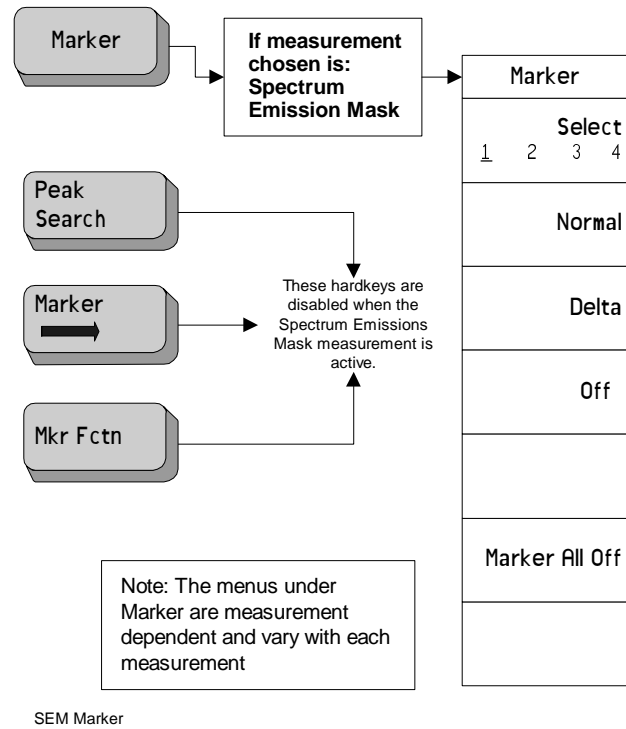 Marker
If measurement
chosen is:
Spectrum
Emission Mask
Marker
Select
1 2 3 4
Normal
Delta
Off
Marker All Off
Peak
Search
Marker
Mkr Fctn
These hardkeys are
disabled when the
Spectrum Emissions
Mask measurement is
active.
Note: The menus under
Marker are measurement
dependent and vary with each
measurement
SEM Marker